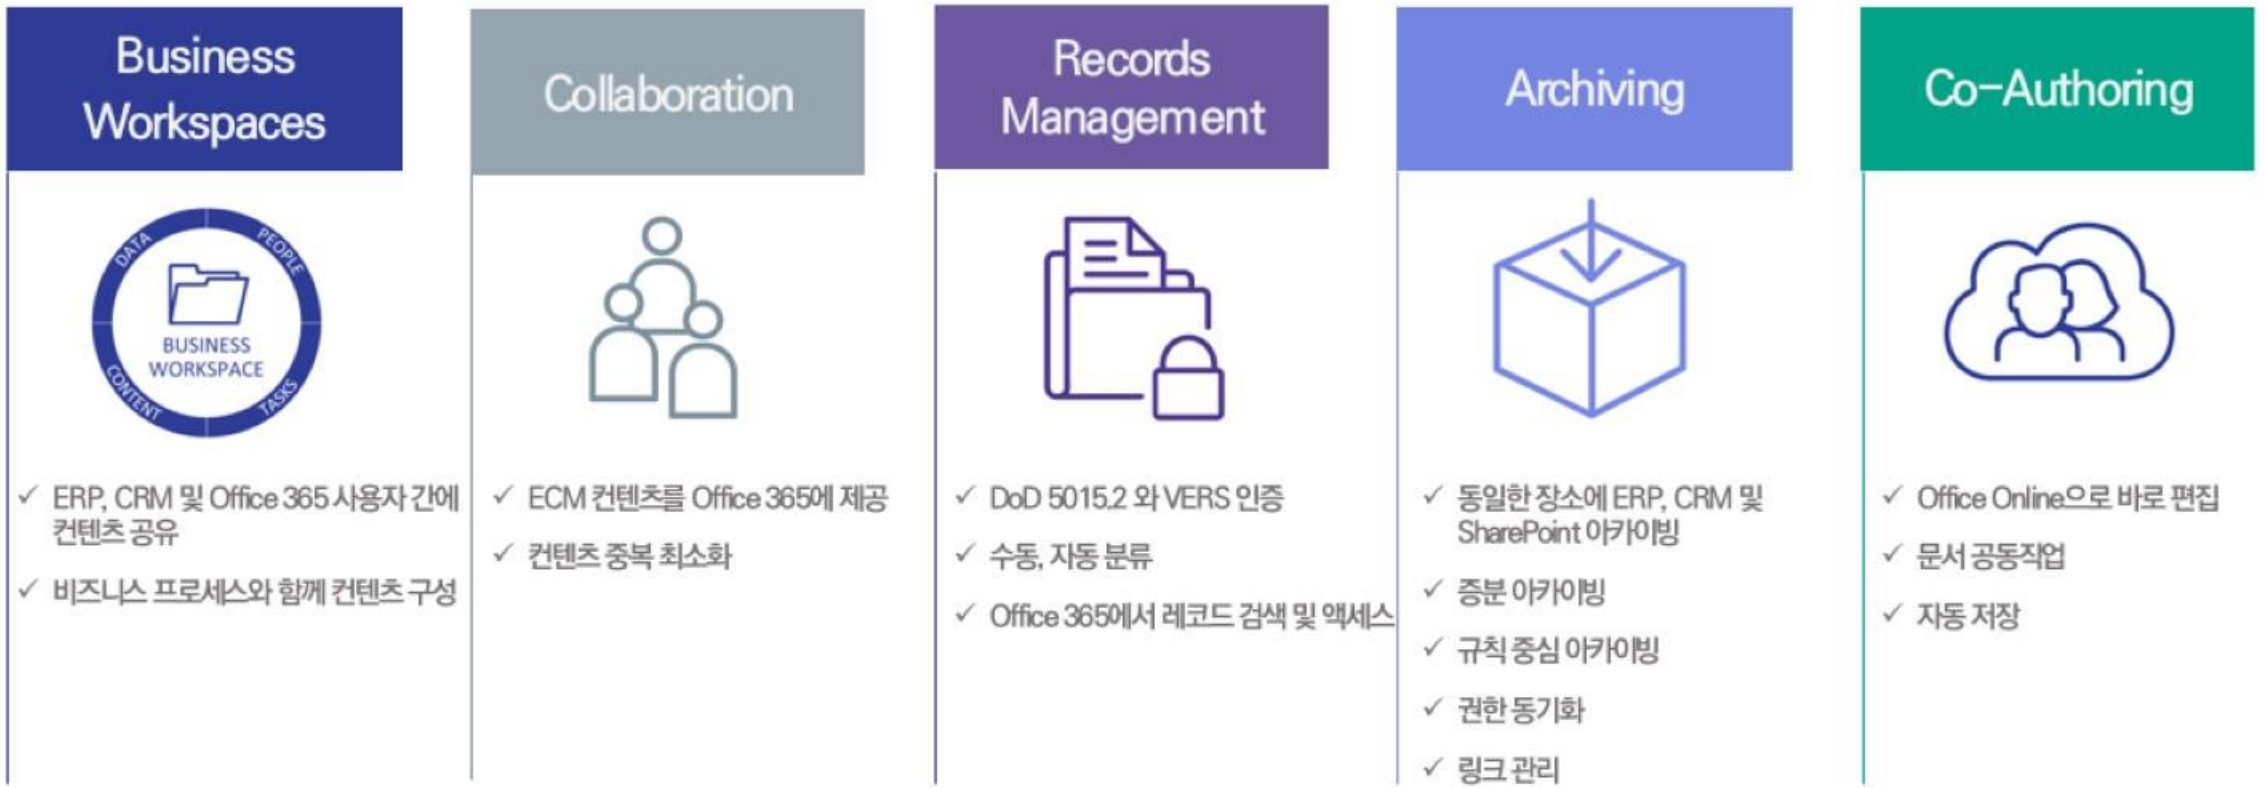 Business
Workspaces
DATA
PEOPLE
BUSINESS
WORKSPACE
CONTENT
TASKS
✓ ERP, CRM 및 Office 365 사용자 간에
컨텐츠 공유
✓ 비즈니스 프로세스와 함께 컨텐츠 구성
Collaboration
✓ ECM 컨텐츠를 Office 365에 제공
✓ 컨텐츠 중복 최소화
Records
Management
✓ DoD 5015.2 와 VERS 인증
✓ 수동, 자동 분류
✓ Office 365에서 레코드 검색 및 액세스
Archiving
✓ 동일한 장소에 ERP, CRM 및
SharePoint 아카이빙
✓ 증분 아카이빙
✓ 규칙 중심 아카이빙
✓ 권한 동기화
✓ 링크 관리
Co-Authoring
✓ Office Online으로 바로 편집
✓ 문서 공동작업
✓ 자동 저장